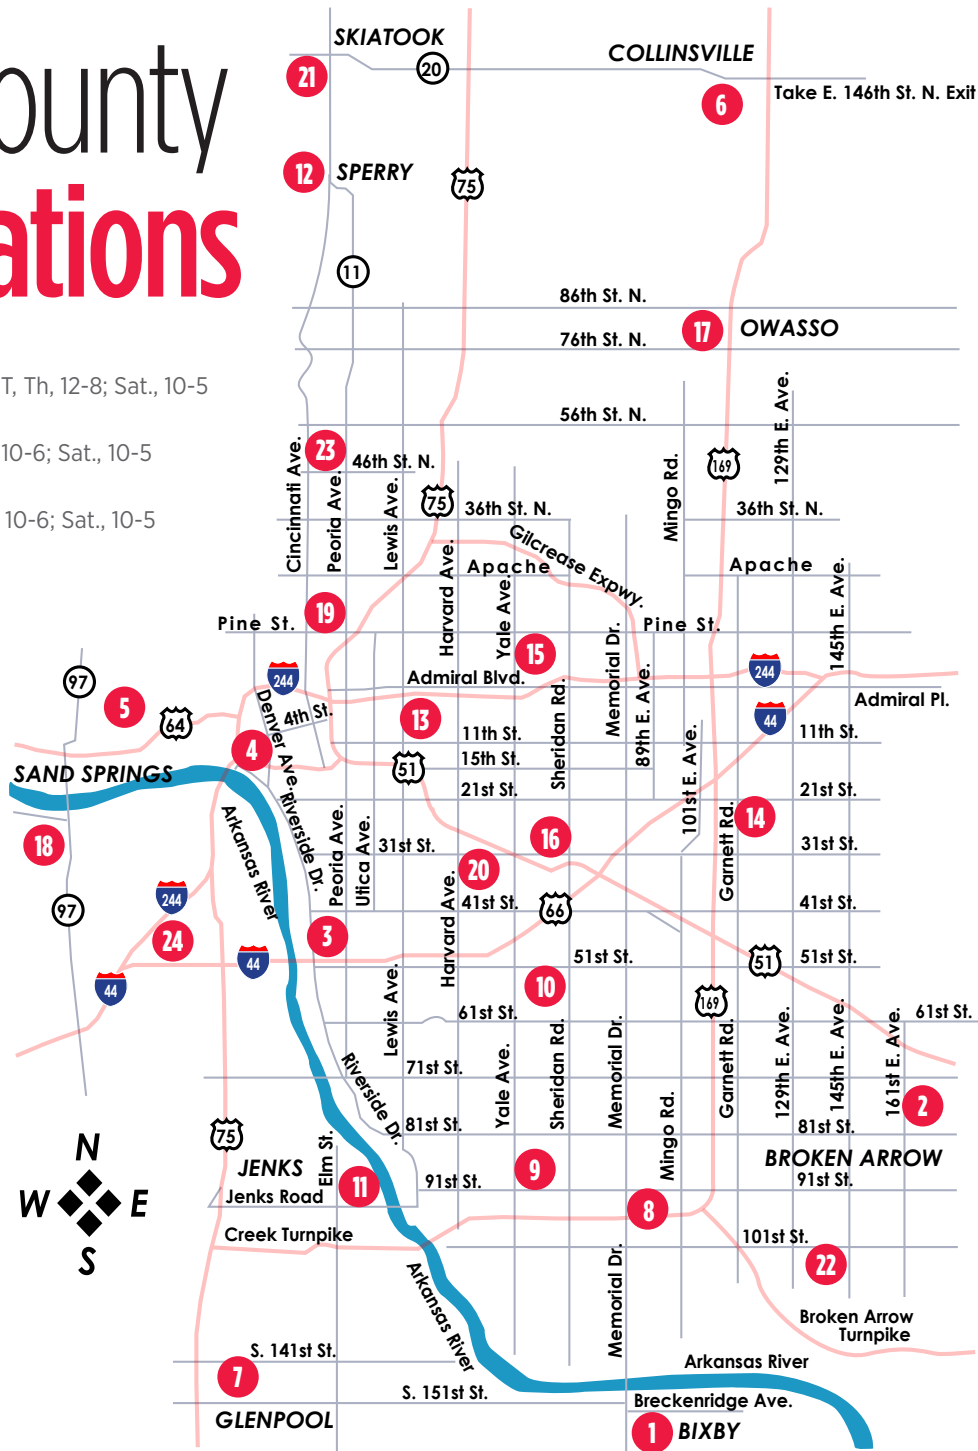 ounty
ations
T, Th, 12-8; Sat., 10-5
10-6; Sat., 10-5
10-6; Sat., 10-5
SKIATOOK
COLLINSVILLE
21
20
6
Take E. 146th St. N. Exit
12
SPERRY
75
11
86th St. N.
17
OWASSO
76th St. N.
129th E. Ave.
56th St. N.
23
Cincinnati Ave.
46th St. N.
Peoria Ave.
Lewis Ave.
Mingo Rd.
169
75
36th St. N.
36th St. N.
Gilcrease Expwy.
Harvard Ave.
Apache
Apache
Yale Ave.
145th E. Ave.
19
Pine St.
Pine St.
Memorial Dr.
15
97
244
244
Admiral Blvd.
89th E. Ave.
Sheridan Rd.
Admiral Pl.
5
64
Denver Ave.
4th St.
13
44
11th St.
11th St.
4
15th St.
51
SAND SPRINGS
101st E. Ave.
21st St.
21st St.
Riverside Dr.
Arkansas River
Peoria Ave.
Utica Ave.
Garnett Rd.
14
18
16
31st St.
31st St.
20
Harvard Ave.
244
97
41st St.
66
41st St.
24
3
44
44
51st St.
51
51st St.
10
169
Lewis Ave.
61st St.
61st St.
Yale Ave.
Sheridan Rd.
Memorial Dr.
Garnett Rd.
129th E. Ave.
145th E. Ave.
161st E. Ave.
Riverside Dr.
71st St.
2
Mingo Rd.
81st St.
81st St.
75
Elm St.
N
W
E
S
JENKS
BROKEN ARROW
9
11
91st St.
91st St.
Jenks Road
8
Creek Turnpike
101st St.
22
Memorial Dr.
Arkansas River
Broken Arrow
Turnpike
S. 141st St.
Arkansas River
7
S. 151st St.
Breckenridge Ave.
GLENPOOL
1
BIXBY